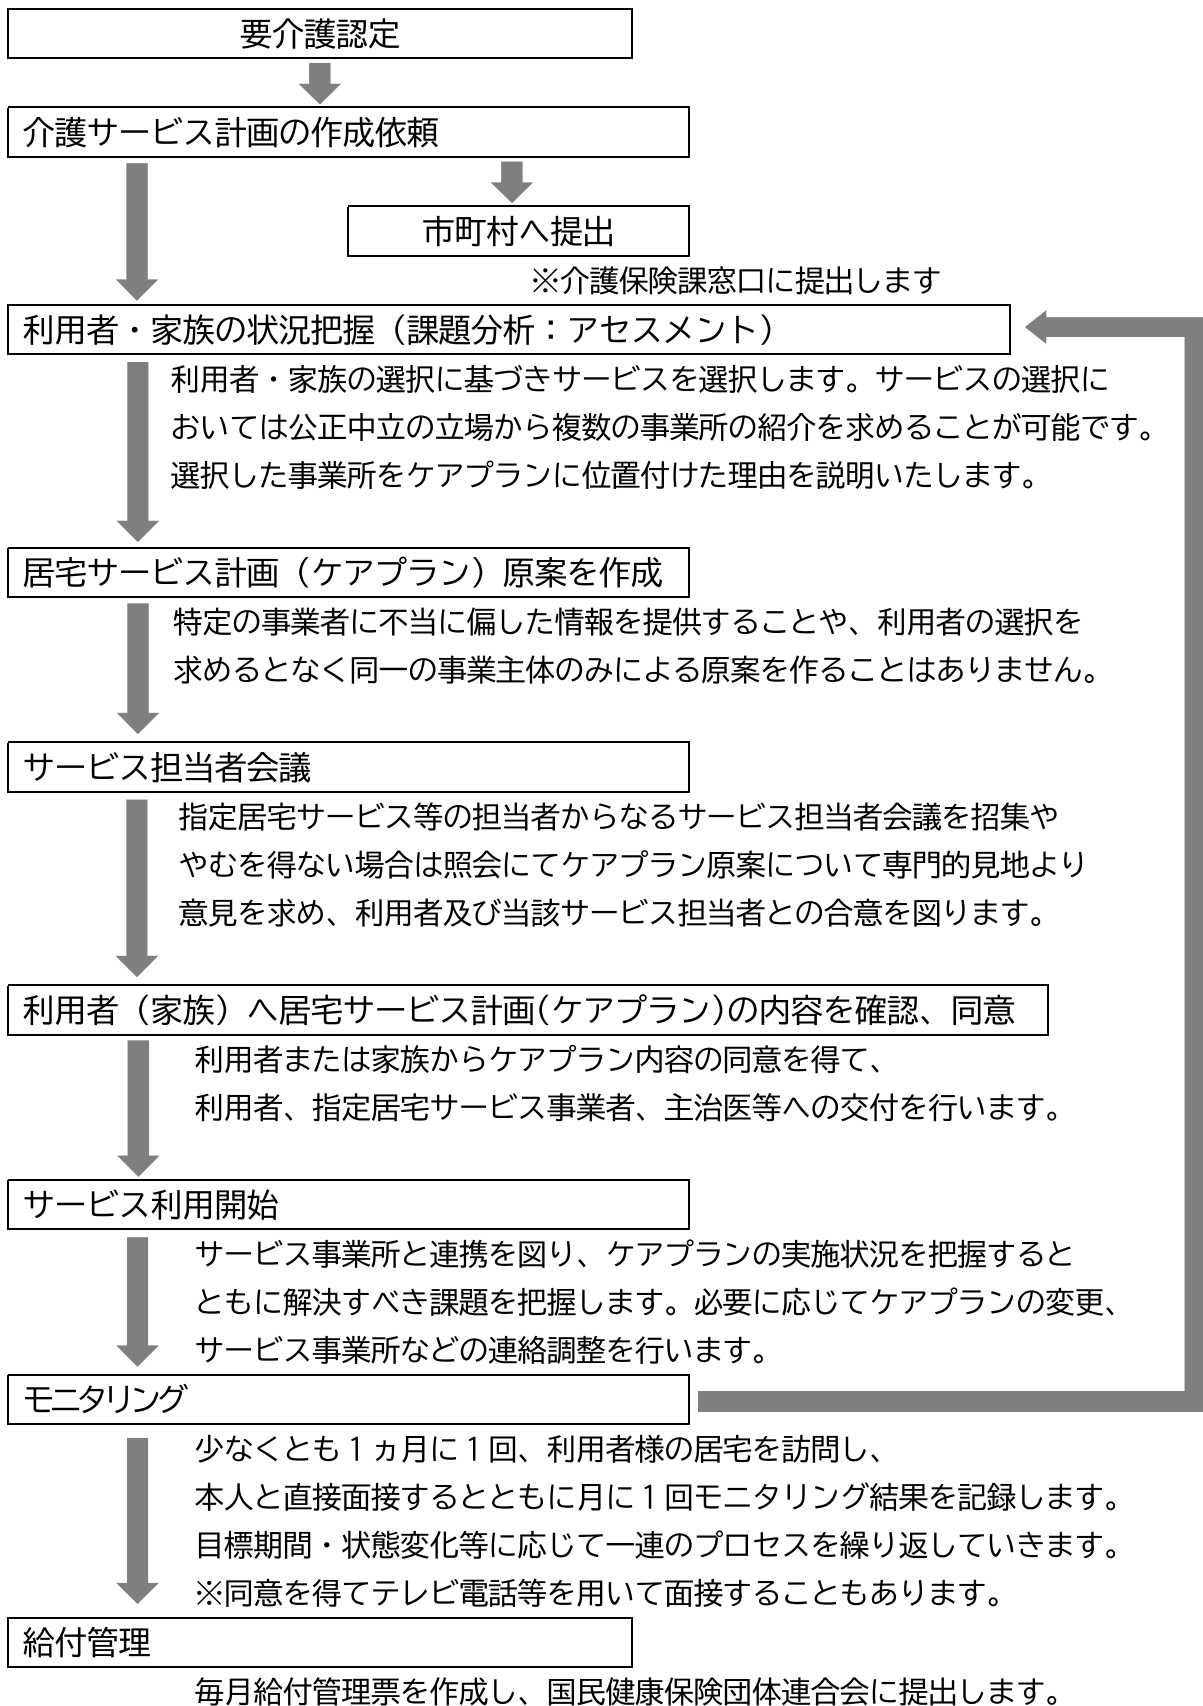 要介護認定
介護サービス計画の作成依頼
市町村へ提出
※介護保険課窓口に提出します
利用者・家族の状況把握（課題分析：アセスメント）
利用者・家族の選択に基づきサービスを選択します。サービスの選択に
おいては公正中立の立場から複数の事業所の紹介を求めることが可能です。
選択した事業所をケアプランに位置付けた理由を説明いたします。
居宅サービス計画（ケアプラン）原案を作成
特定の事業者に不当に偏した情報を提供することや、利用者の選択を
求めるとなく同一の事業主体のみによる原案を作ることはありません。
サービス担当者会議
指定居宅サービス等の担当者からなるサービス担当者会議を招集や
やむを得ない場合は照会にてケアプラン原案について専門的見地より
意見を求め、利用者及び当該サービス担当者との合意を図ります。
利用者（家族）へ居宅サービス計画(ケアプラン)の内容を確認、同意
利用者または家族からケアプラン内容の同意を得て、
利用者、指定居宅サービス事業者、主治医等への交付を行います。
サービス利用開始
サービス事業所と連携を図り、ケアプランの実施状況を把握すると
ともに解決すべき課題を把握します。必要に応じてケアプランの変更、
サービス事業所などの連絡調整を行います。
モニタリング
少なくとも１ヵ月に１回、利用者様の居宅を訪問し、
本人と直接面接するとともに月に１回モニタリング結果を記録します。
目標期間・状態変化等に応じて一連のプロセスを繰り返していきます。
※同意を得てテレビ電話等を用いて面接することもあります。
給付管理
毎月給付管理票を作成し、国民健康保険団体連合会に提出します。